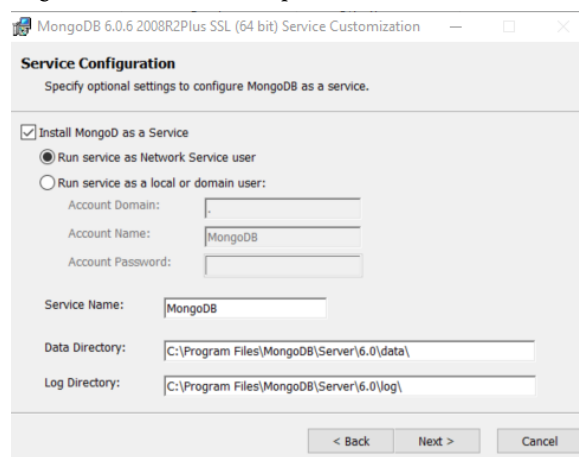 MongoDB 6.0.6 2008R2Plus SSL (64 bit) Service Customization
Service Configuration
Specify optional settings to configure MongoDB as a service.
Install MongoD as a Service
Run service as Network Service user
Run service as a local or domain user:
Account Domain: .
Account Name: MongoDB
Account Password:
Service Name: MongoDB
Data Directory: C:\Program Files\MongoDB\Server\6.0\data\
Log Directory: C:\Program Files\MongoDB\Server\6.0\log\
< Back Next > Cancel